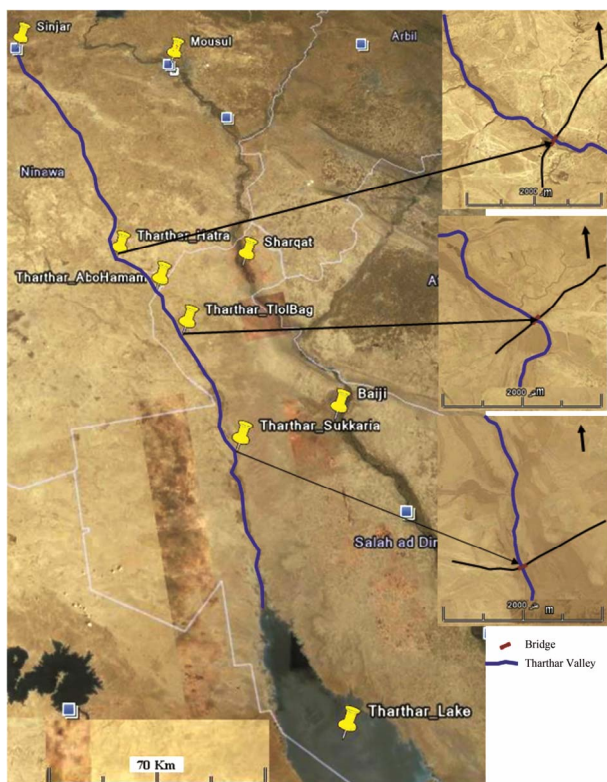 Sinjar
Mousul
Arbil
Ninawa
Tharthar_Hatra
Sharqat
Tharthar_AboHamam
A
Tharthar_TlolBag
Baiji
Tharthar_Sukkaria
Salah ad Din
Tharthar_Lake
70 Km
2000 م m
2000 م m
2000 م m
Bridge
Tharthar Valley